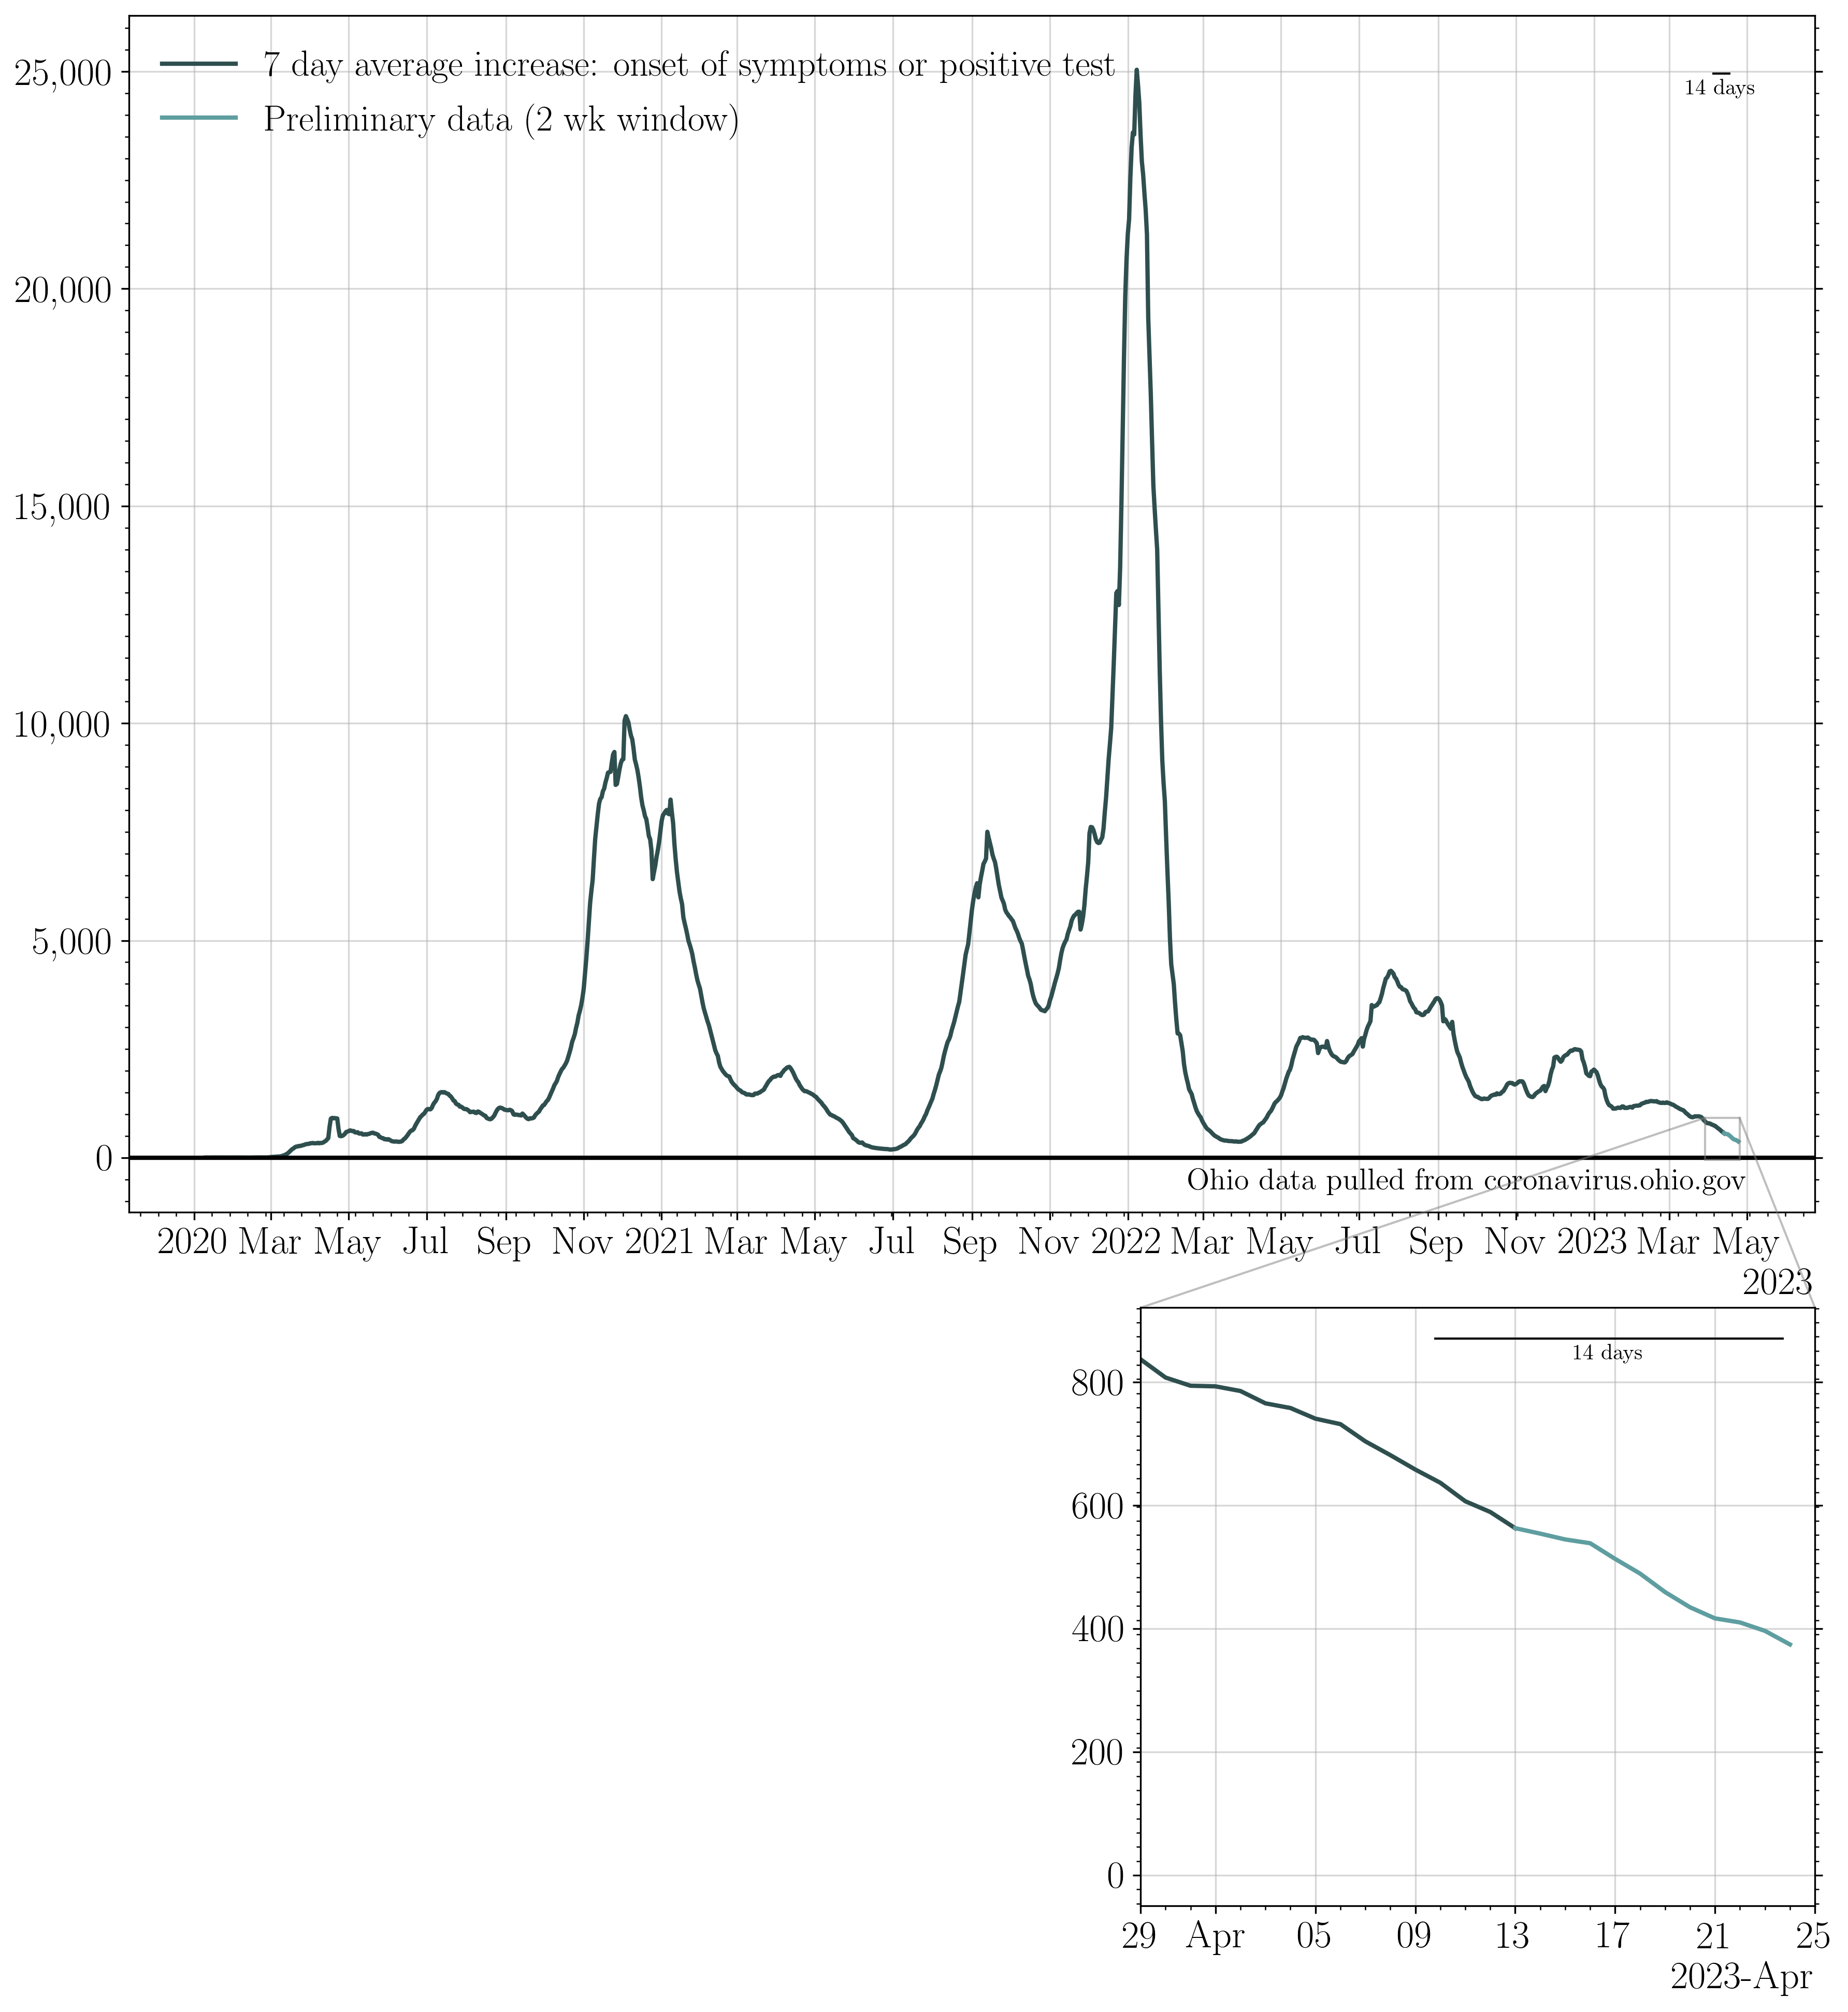 7 day average increase: onset of symptoms or positive test
Preliminary data (2 wk window)
14 days
25,000
20,000
15,000
10,000
5,000
0
Ohio data pulled from coronavirus.ohio.gov
2020 Mar May Jul Sep Nov 2021 Mar May Jul Sep Nov 2022 Mar May Jul Sep Nov 2023 Mar May
2023
14 days
800
600
400
200
0
29 Apr 05 09 13 17 21 25
2023-Apr